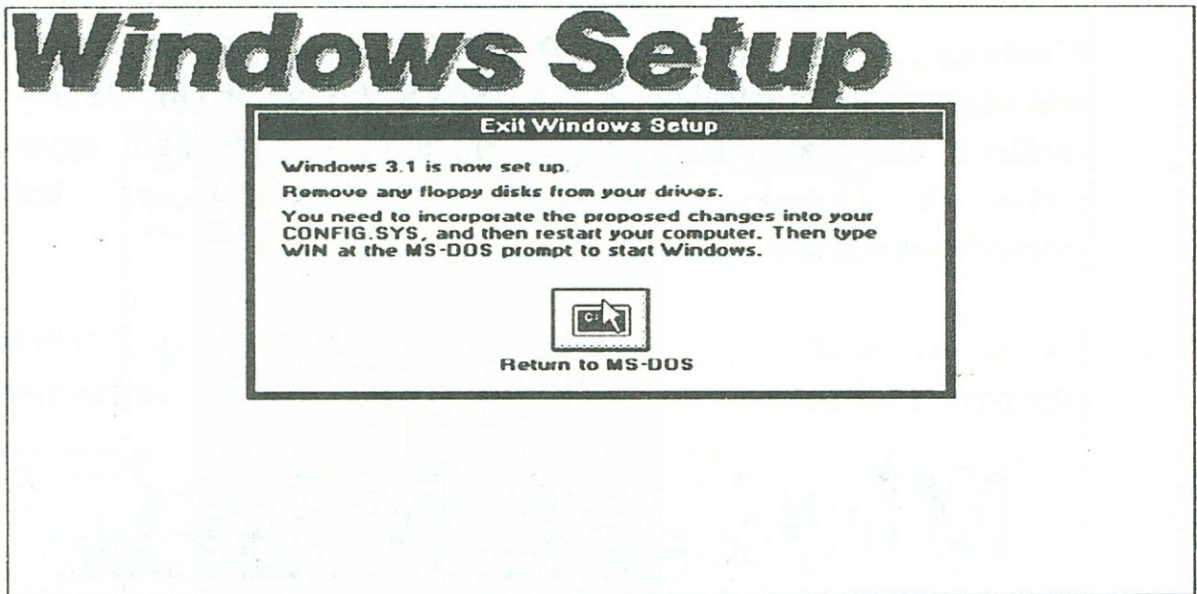 Windows Setup
Exit Windows Setup
Windows 3.1 is now set up.
Remove any floppy disks from your drives.
You need to incorporate the proposed changes into your
CONFIG.SYS, and then restart your computer. Then type
WIN at the MS-DOS prompt to start Windows.
C:\
Return to MS-DOS